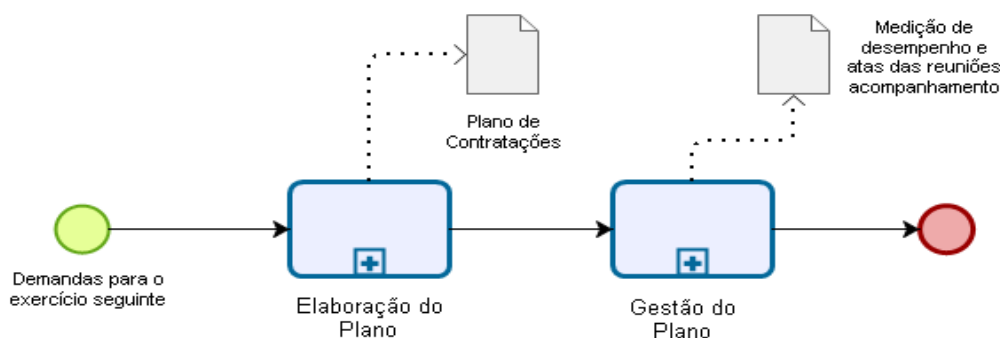 Medição de
desempenho e
atas das reuniões
acompanhamento
Plano de
Contratações
Demandas para o
exercício seguinte
Elaboração do
Plano
Gestão do
Plano